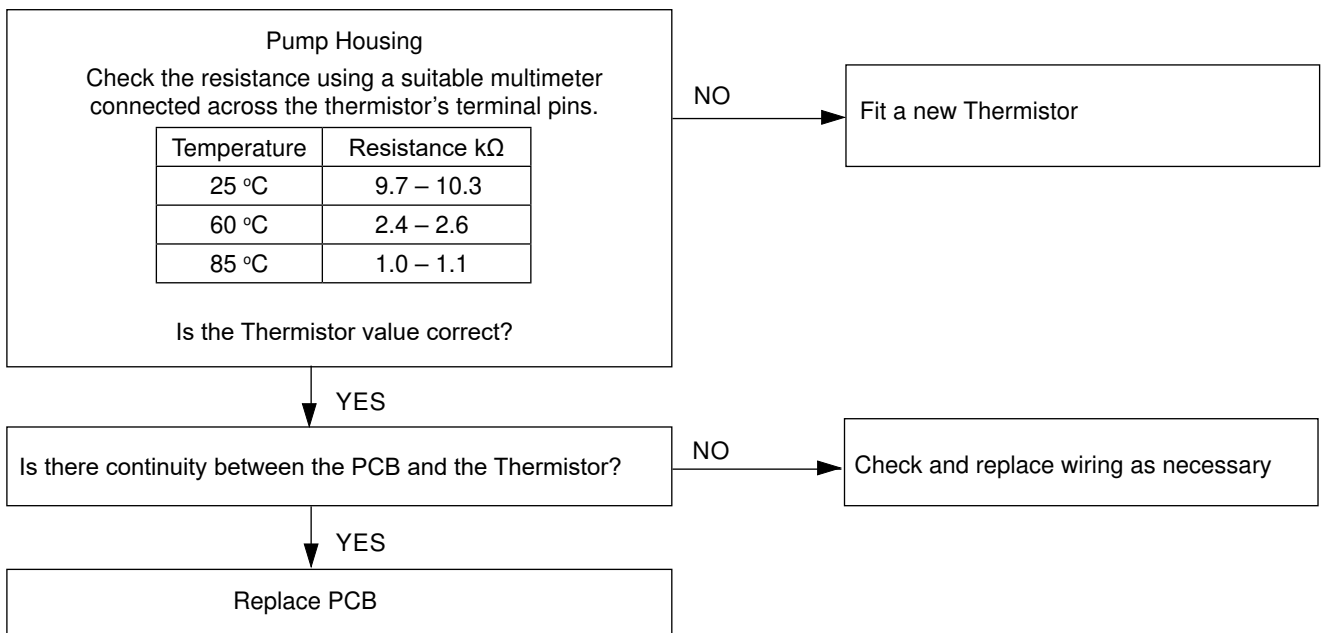 Pump Housing
Check the resistance using a suitable multimeter
connected across the thermistor’s terminal pins.
Temperature Resistance kΩ
25 ºC 9.7 – 10.3
60 ºC 2.4 – 2.6
85 ºC 1.0 – 1.1
Is the Thermistor value correct?
NO
Fit a new Thermistor
YES
Is there continuity between the PCB and the Thermistor?
NO
Check and replace wiring as necessary
YES
Replace PCB